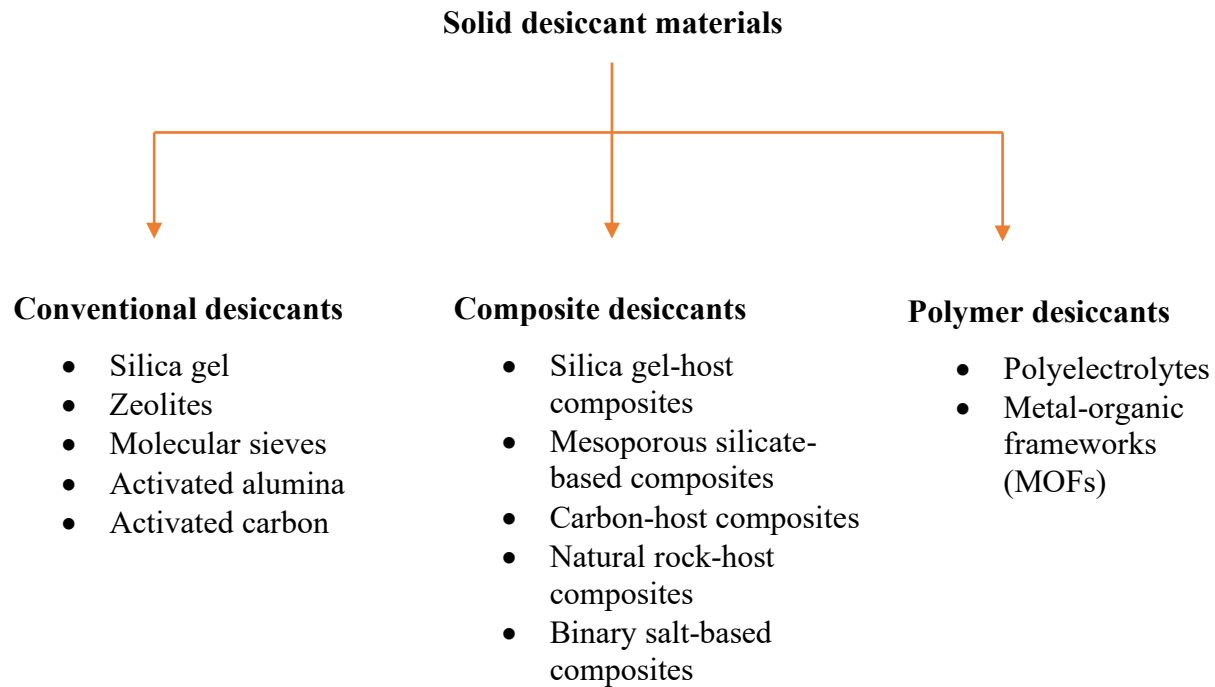 Solid desiccant materials
Conventional desiccants
• Silica gel
• Zeolites
• Molecular sieves
• Activated alumina
• Activated carbon
Composite desiccants
• Silica gel-host
composites
• Mesoporous silicate-
based composites
• Carbon-host composites
• Natural rock-host
composites
• Binary salt-based
composites
Polymer desiccants
• Polyelectrolytes
• Metal-organic
frameworks
(MOFs)